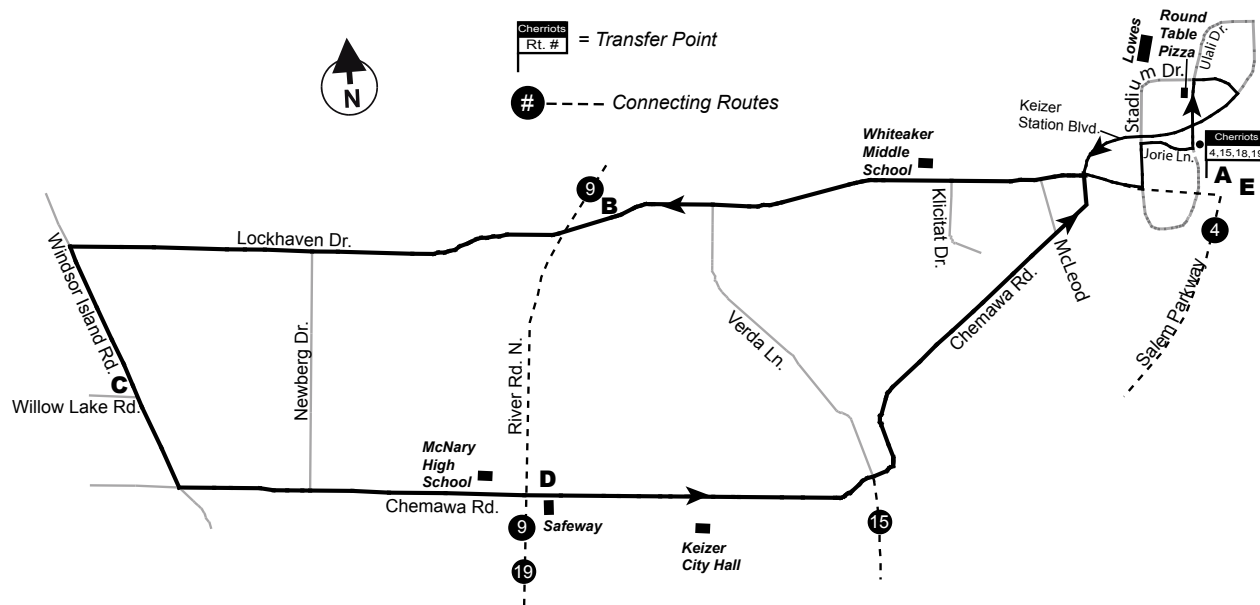 Cherriots
Rt. #
= Transfer Point
N
#
Connecting Routes
Lowes
Round
Table
Pizza
Ulali Dr.
Stadium Dr.
Keizer
Station Blvd.
Jorie Ln.
Cherriots
4,15,18,19
A
E
4
Whiteaker
Middle
School
9
B
Klicitat Dr.
McLeod
Lockhaven Dr.
Windsor Island Rd.
Chemawa Rd.
Salem Parkway
Verda Ln.
Newberg Dr.
River Rd. N.
C
Willow Lake Rd.
McNary
High
School
D
Chemawa Rd.
Safeway
9
15
Keizer
City Hall
19